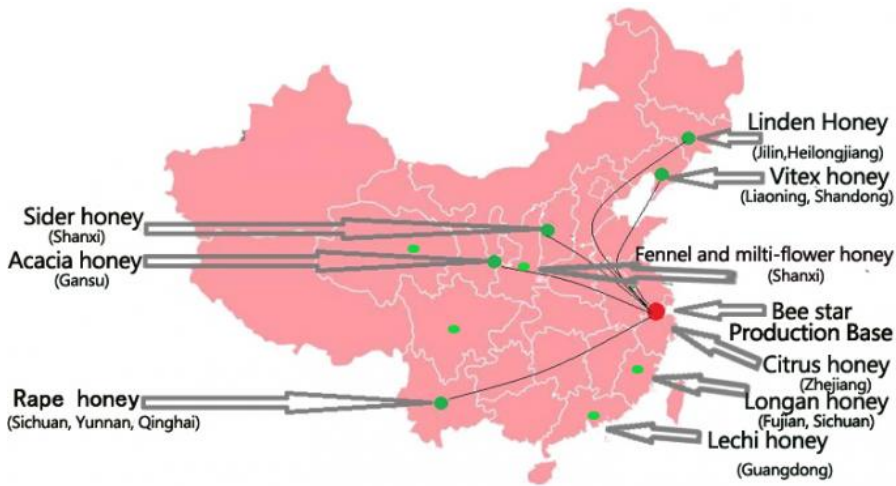 Linden Honey
(Jilin,Heilongjiang)
Vitex honey
(Liaoning, Shandong)
Sider honey
(Shanxi)
Acacia honey
(Gansu)
Fennel and milti-flower honey
(Shanxi)
Bee star
Production Base
Citrus honey
(Zhejiang)
Rape honey
(Sichuan, Yunnan, Qinghai)
Longan honey
(Fujian, Sichuan)
Lechi honey
(Guangdong)